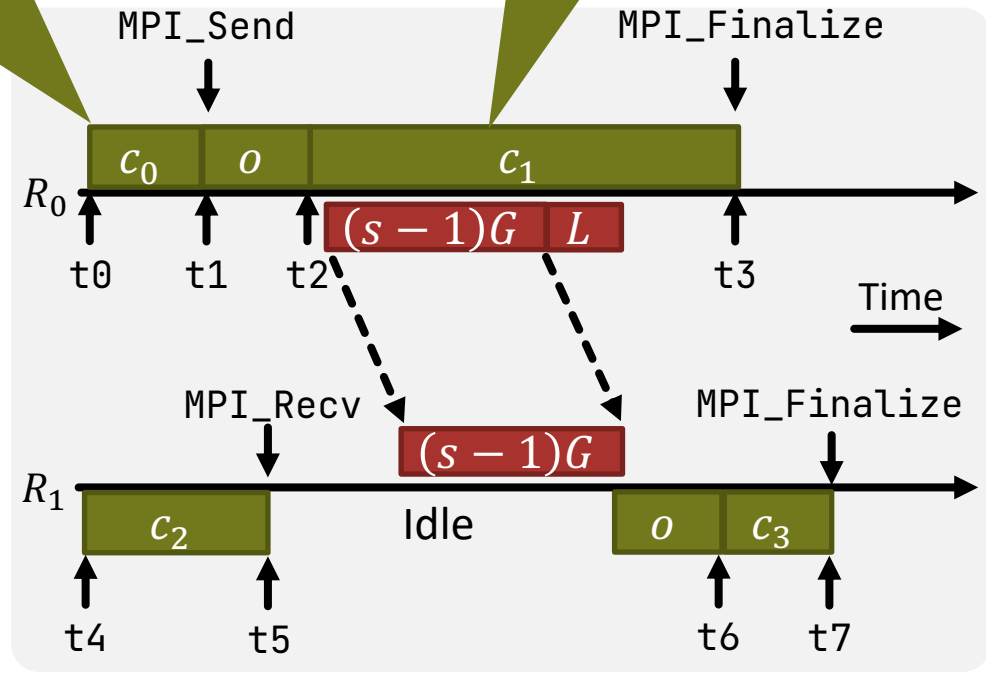 MPI_Send MPI_Finalize
c₀ o c₁
R₀
(s − 1)G L
t0 t1 t2 t3
Time
MPI_Recv MPI_Finalize
(s − 1)G
R₁
c₂ Idle o c₃
t4 t5 t6 t7